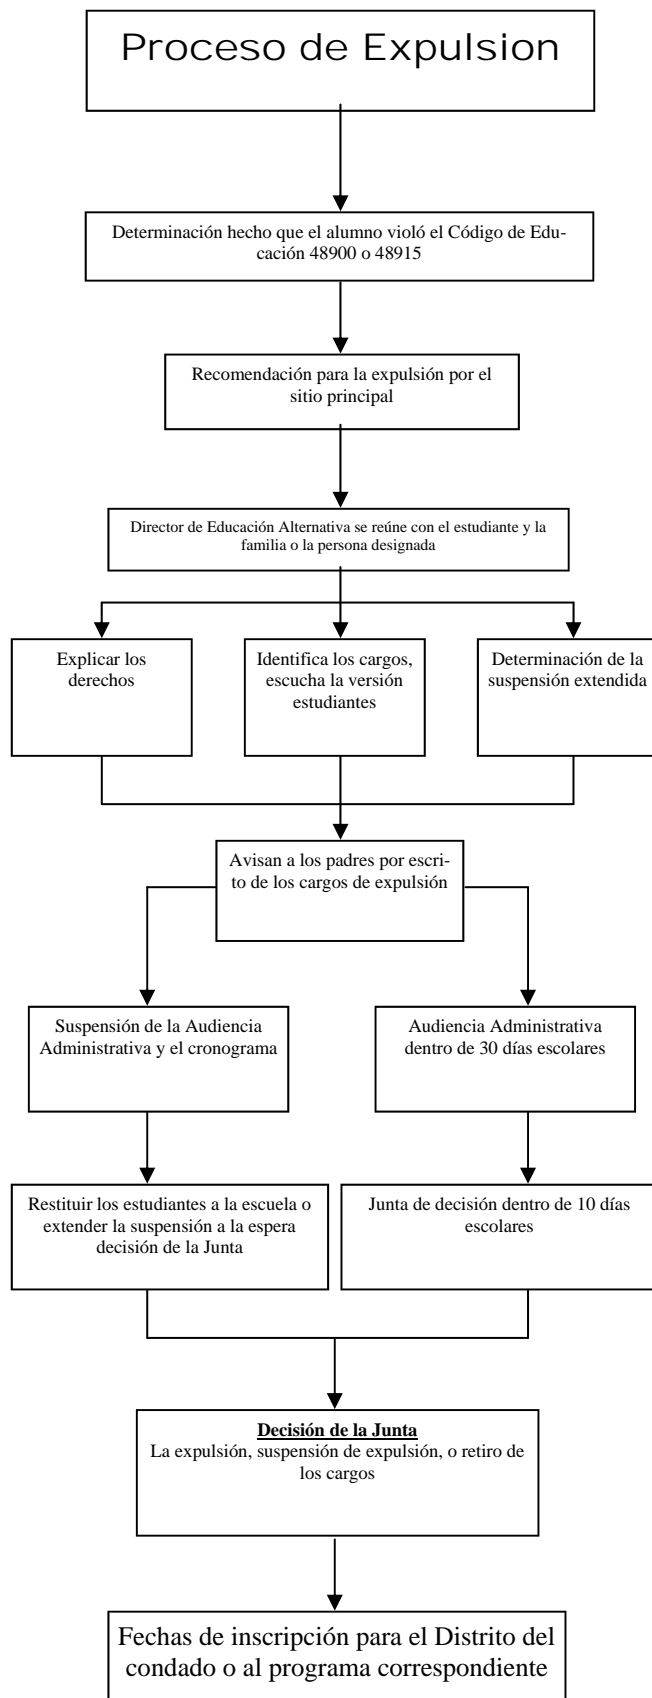 Proceso de Expulsion
Determinación hecho que el alumno violó el Código de Edu-
cación 48900 o 48915
Recomendación para la expulsión por el
sitio principal
Director de Educación Alternativa se reúne con el estudiante y la
familia o la persona designada
Explicar los
derechos
Identifica los cargos,
escucha la versión
estudiantes
Determinación de la
suspensión extendida
Avisan a los padres por escri-
to de los cargos de expulsión
Suspensión de la Audiencia
Administrativa y el cronograma
Audiencia Administrativa
dentro de 30 días escolares
Restituir los estudiantes a la escuela o
extender la suspensión a la espera
decisión de la Junta
Junta de decisión dentro de 10 días
escolares
Decisión de la Junta
La expulsión, suspensión de expulsión, o retiro de
los cargos
Fechas de inscripción para el Distrito del
condado o al programa correspondiente